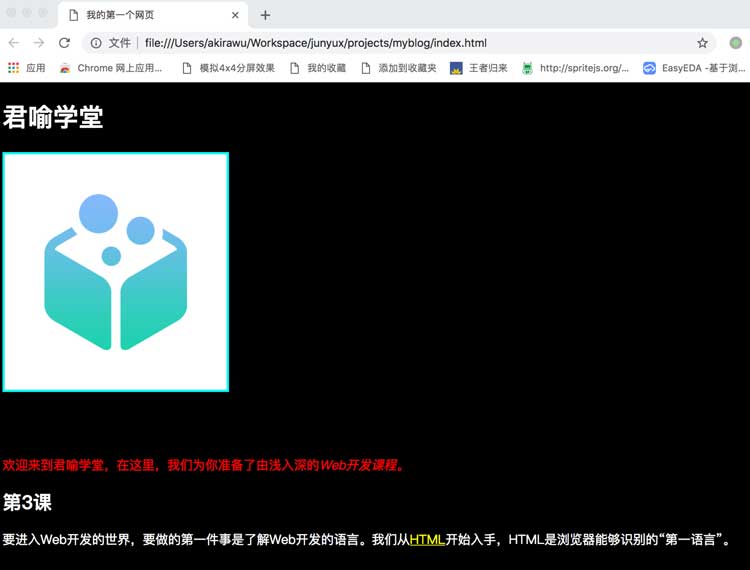 我的第一个网页
文件 | file:///Users/akirawu/Workspace/junyux/projects/myblog/index.html
应用 Chrome 网上应用... 模拟4x4分屏效果 我的收藏 添加到收藏夹 王者归来 http://spritejs.org/... EasyEDA -基于浏...
君喻学堂
欢迎来到君喻学堂，在这里，我们为你准备了由浅入深的Web开发课程。
第3课
要进入Web开发的世界，要做的第一件事是了解Web开发的语言。我们从HTML开始入手，HTML是浏览器能够识别的“第一语言”。